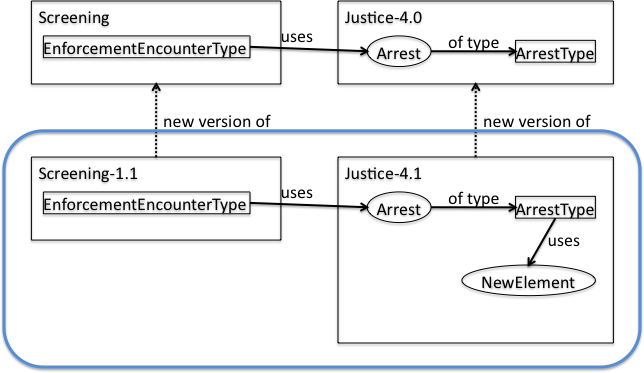 Screening
EnforcementEncounterType
uses
Justice-4.0
Arrest
of type
ArrestType
new version of
new version of
Screening-1.1
EnforcementEncounterType
uses
Justice-4.1
Arrest
of type
ArrestType
uses
NewElement